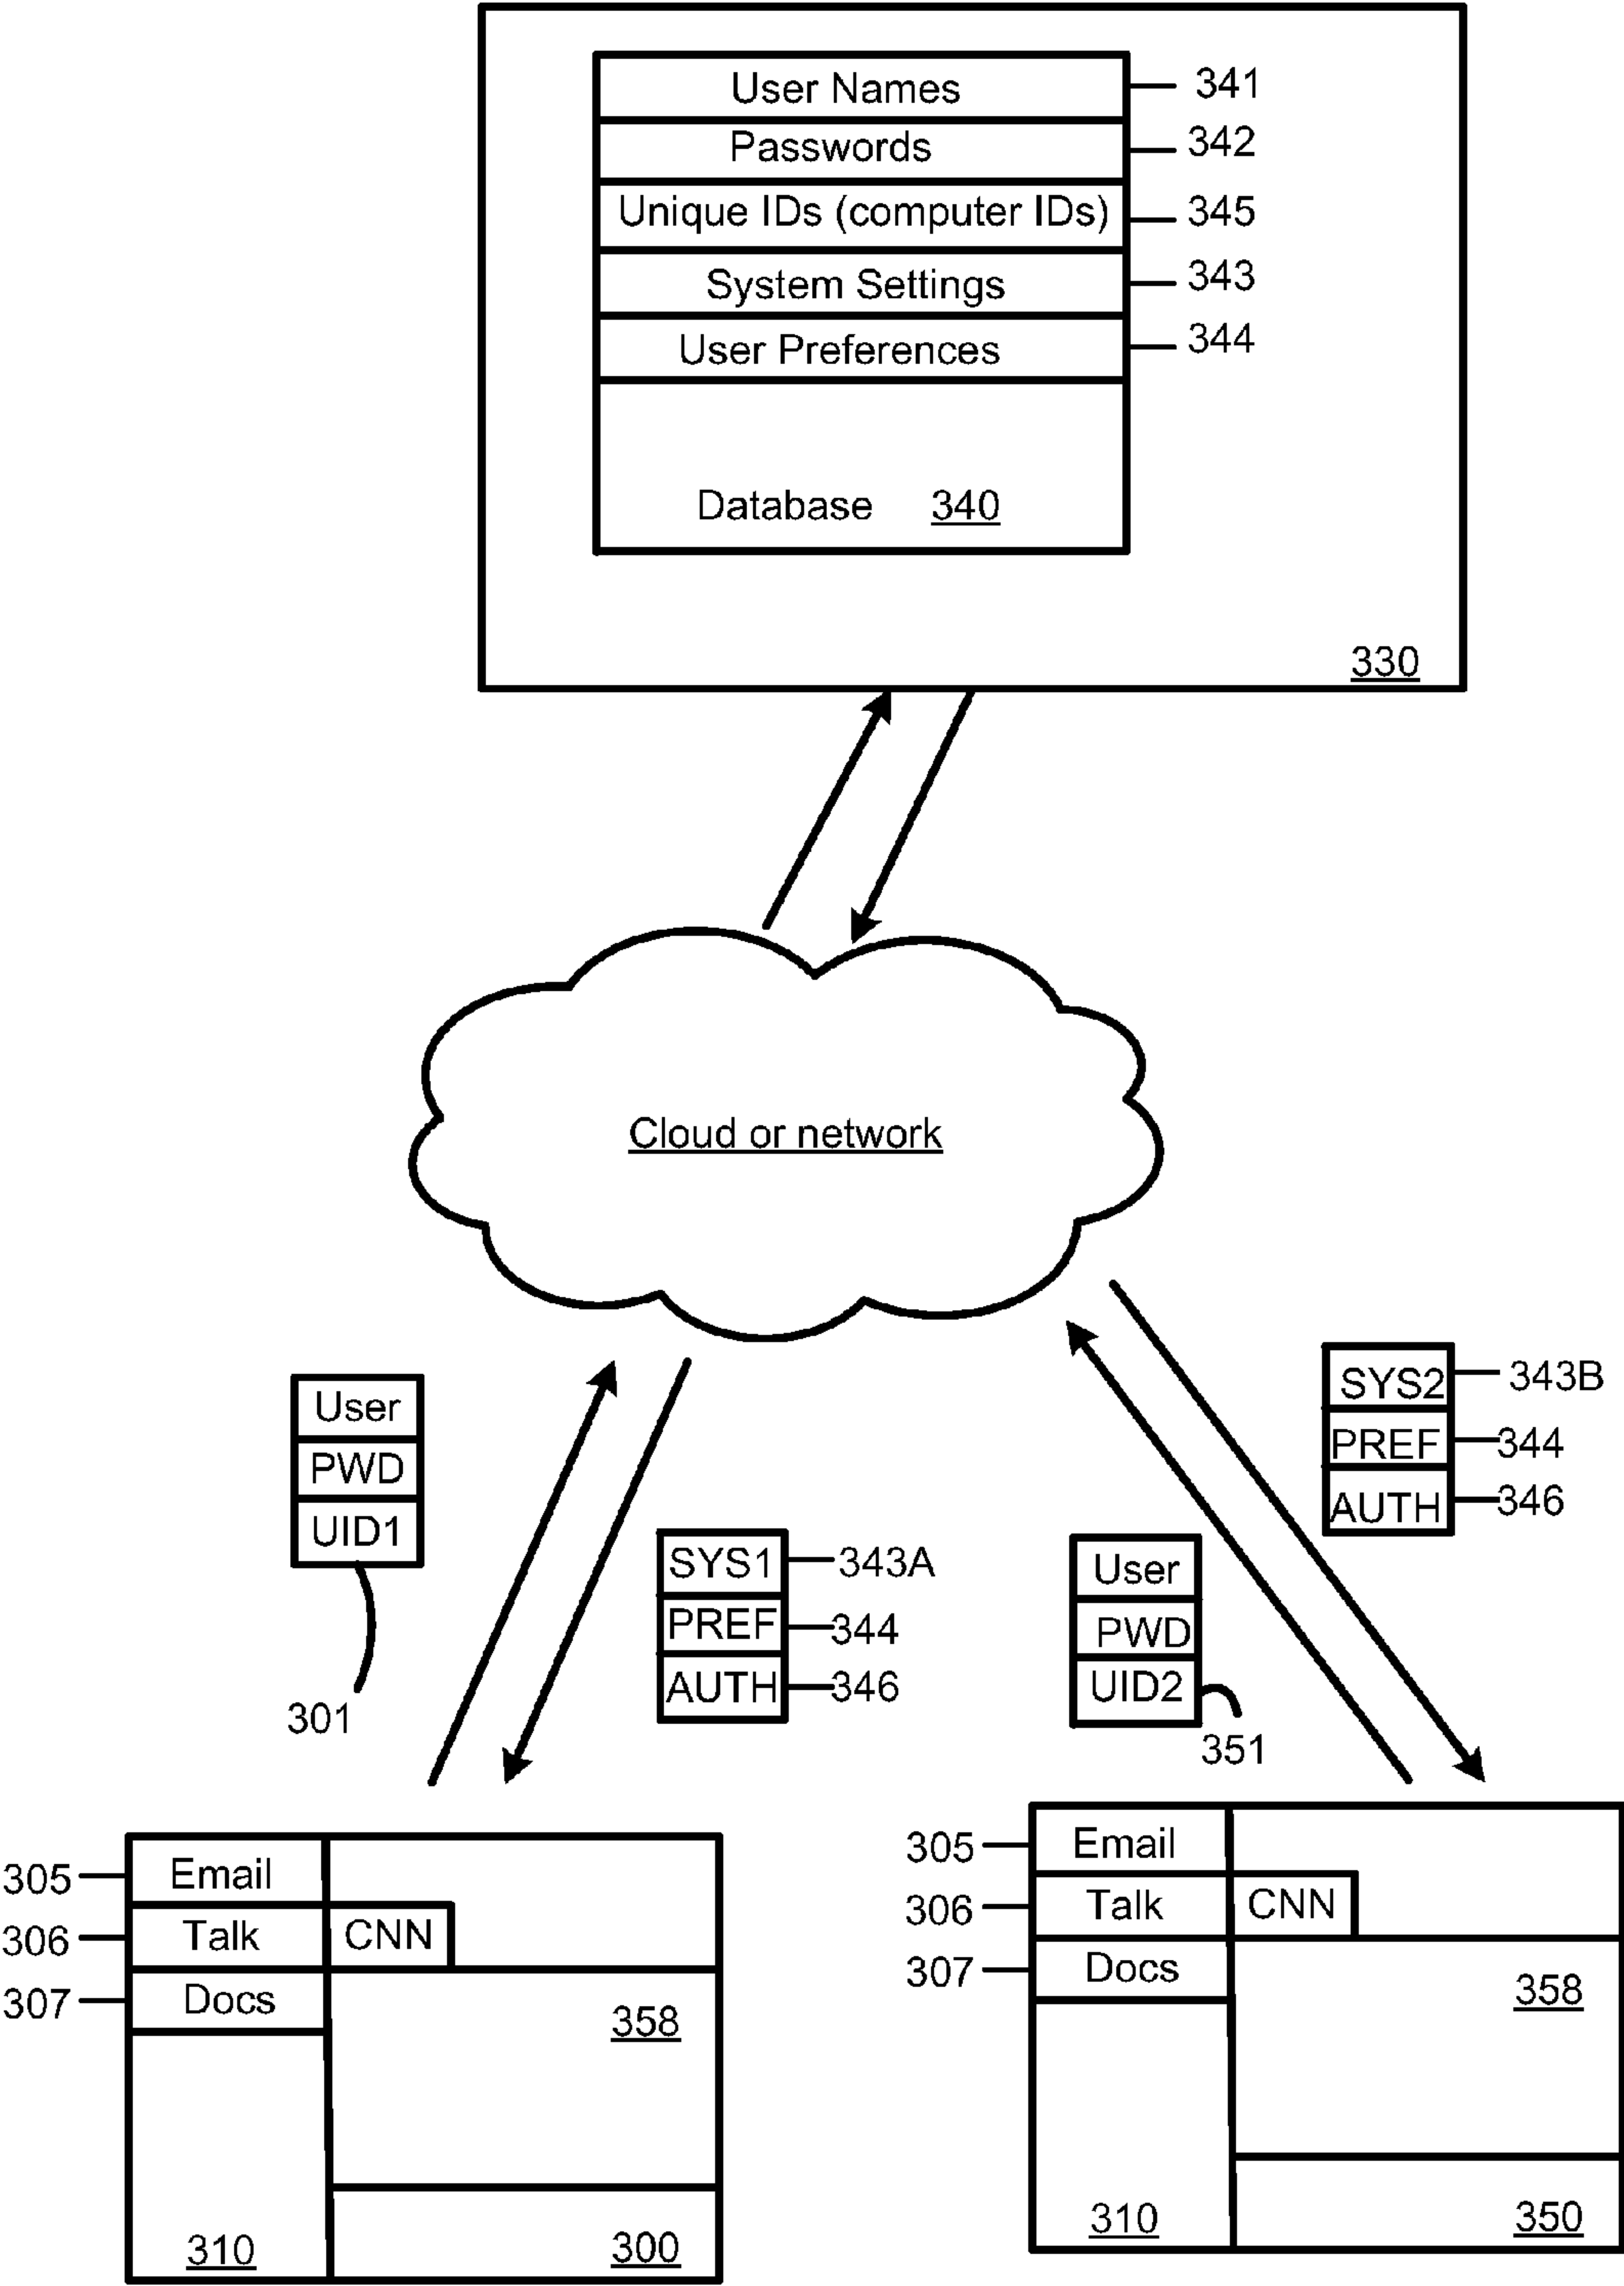 User Names 341
Passwords 342
Unique IDs (computer IDs) 345
System Settings 343
User Preferences 344
Database 340
330
Cloud or network
User
PWD
UID1
301
SYS1 343A
PREF 344
AUTH 346
User
PWD
UID2
351
SYS2 343B
PREF 344
AUTH 346
305 Email
306 Talk CNN
307 Docs
358
310
300
305 Email
306 Talk CNN
307 Docs
358
310
350